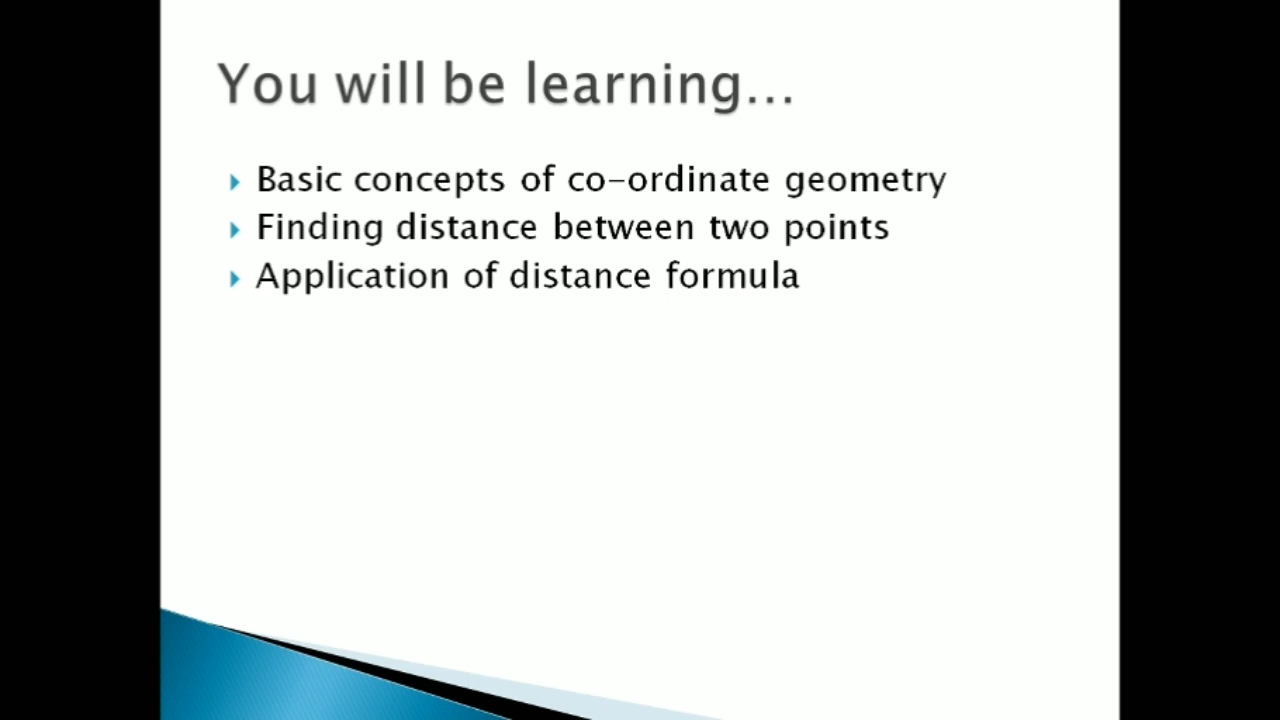 You will be learning...
Basic concepts of co-ordinate geometry
Finding distance between two points
Application of distance formula